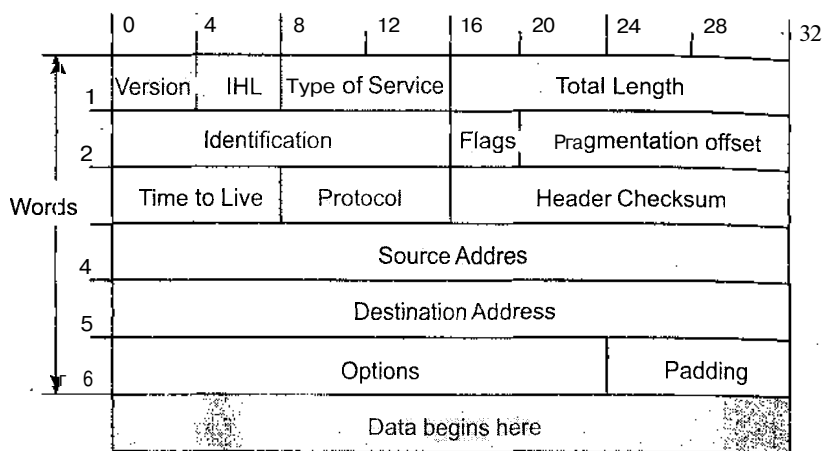 0 4 8 12 16 20 24 28 32
Version IHL Type of Service Total Length
1
Identification Flags Pragmentation offset
2
Time to Live Protocol Header Checksum
Words
Source Addres
4
Destination Address
5
Options Padding
6
Data begins here